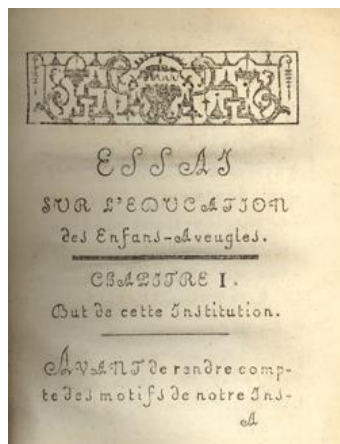 ESSAI
SUR L'EDUCATION
des Enfans-Aveugles.
CHAPITRE I.
But de cette Institution.
AVANT de rendre comp-
te des motifs de notre Ins-
A